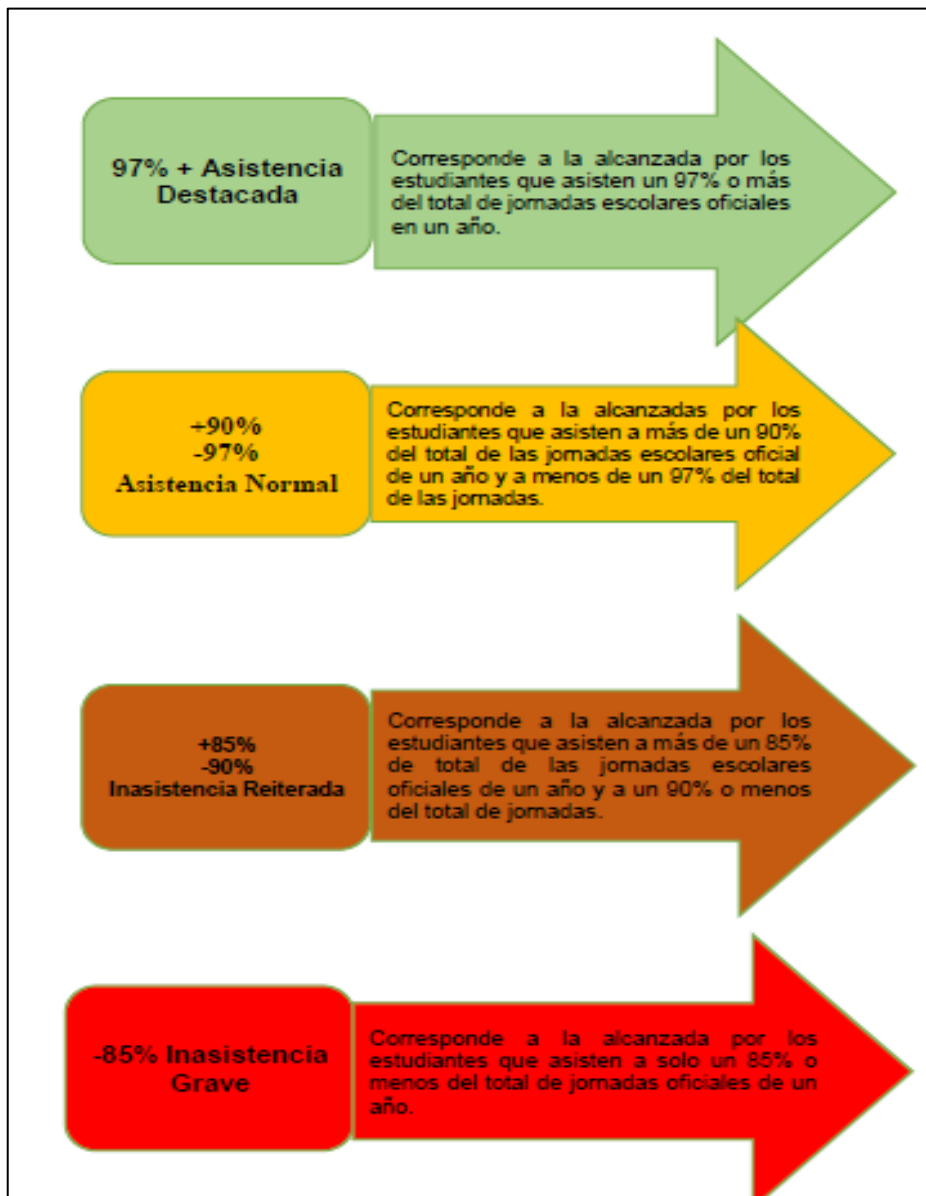 97% + Asistencia
Destacada
Corresponde a la alcanzada por los
estudiantes que asisten un 97% o más
del total de jornadas escolares oficiales
en un año.
+90%
-97%
Asistencia Normal
Corresponde a la alcanzadas por los
estudiantes que asisten a más de un 90%
del total de las jornadas escolares oficial
de un año y a menos de un 97% del total
de las jornadas.
+85%
-90%
Inasistencia Reiterada
Corresponde a la alcanzada por los
estudiantes que asisten a más de un 85%
de total de las jornadas escolares
oficiales de un año y a un 90% o menos
del total de jornadas.
-85% Inasistencia
Grave
Corresponde a la alcanzada por los
estudiantes que asisten a solo un 85% o
menos del total de jornadas oficiales de un
año.